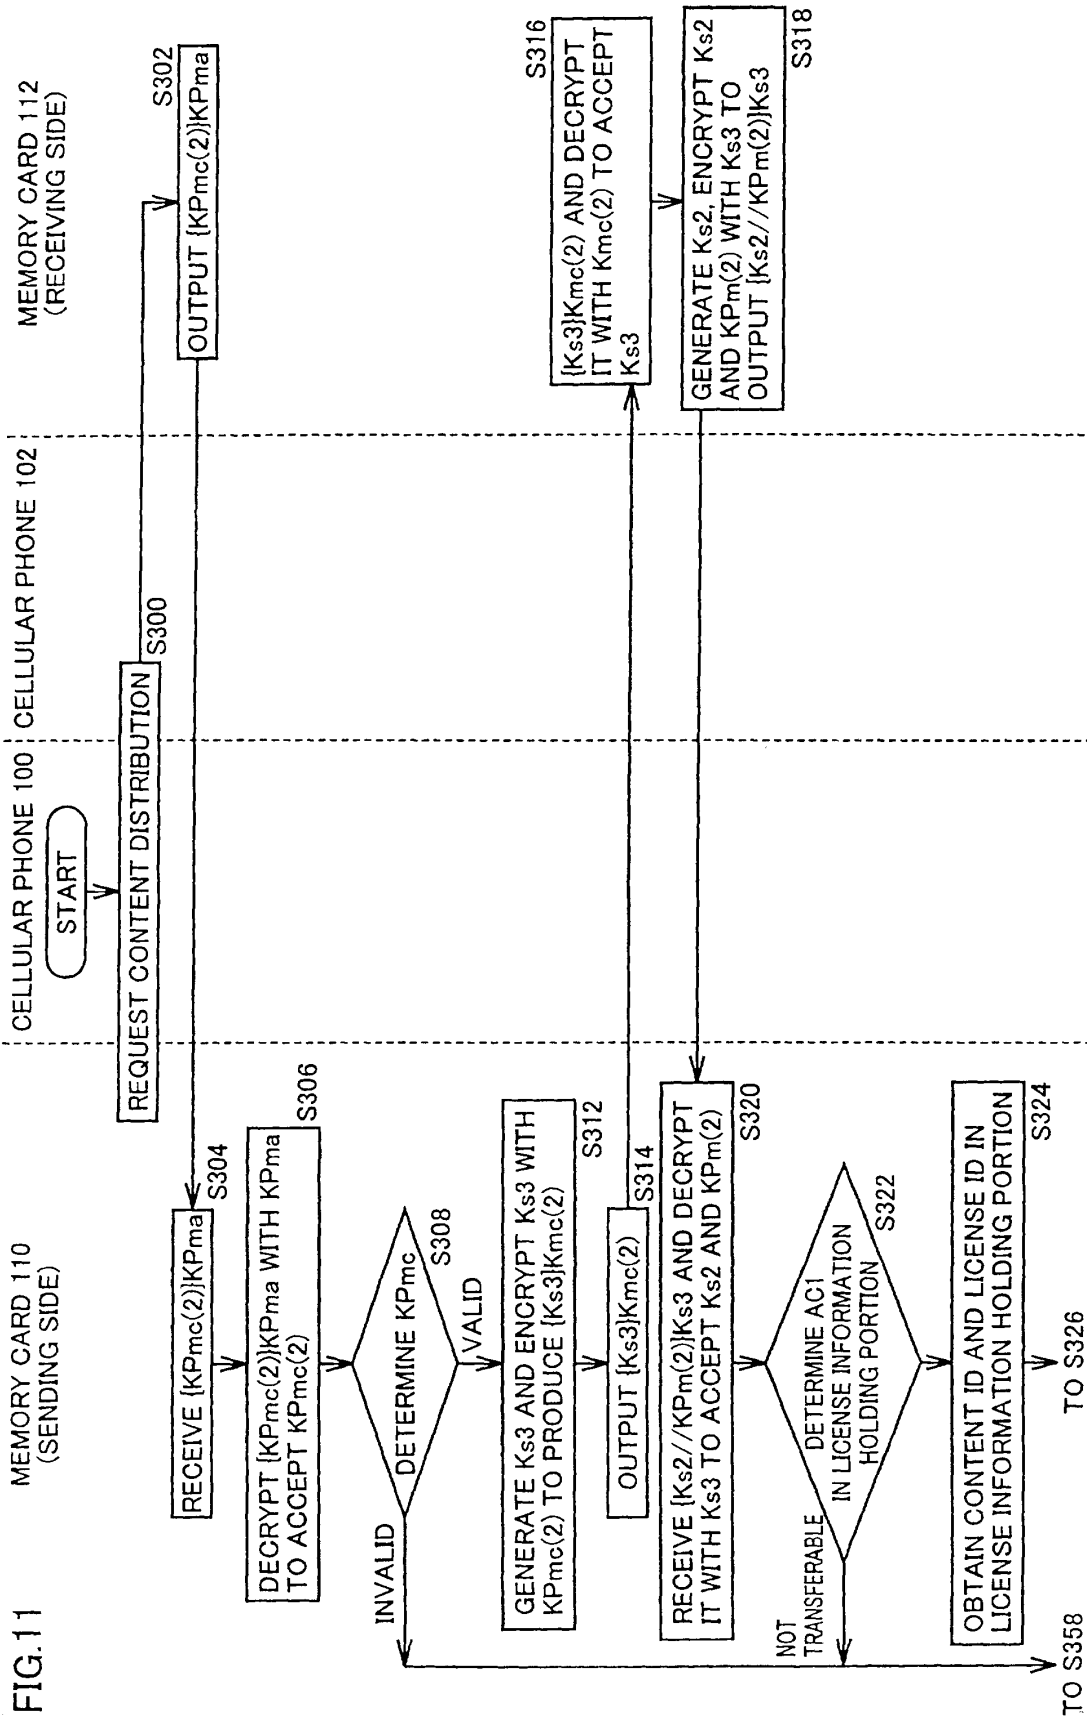 FIG.11
MEMORY CARD 110
(SENDING SIDE)
CELLULAR PHONE 100
CELLULAR PHONE 102
MEMORY CARD 112
(RECEIVING SIDE)
START
REQUEST CONTENT DISTRIBUTION
S300
S302
OUTPUT {KPmc(2)}KPma
RECEIVE {KPmc(2)}KPma
S304
DECRYPT {KPmc(2)}KPma WITH KPma
TO ACCEPT KPmc(2)
S306
DETERMINE KPmc
S308
INVALID
VALID
GENERATE Ks3 AND ENCRYPT Ks3 WITH
KPmc(2) TO PRODUCE {Ks3}Kmc(2)
S312
OUTPUT {Ks3}Kmc(2)
S314
S316
{Ks3}Kmc(2) AND DECRYPT
IT WITH Kmc(2) TO ACCEPT
Ks3
GENERATE Ks2, ENCRYPT Ks2
AND KPm(2) WITH Ks3 TO
OUTPUT {Ks2//KPm(2)}Ks3
S318
RECEIVE {Ks2//KPm(2)}Ks3 AND DECRYPT
IT WITH Ks3 TO ACCEPT Ks2 AND KPm(2)
S320
NOT
TRANSFERABLE
DETERMINE AC1
IN LICENSE INFORMATION
HOLDING PORTION
S322
OBTAIN CONTENT ID AND LICENSE ID IN
LICENSE INFORMATION HOLDING PORTION
S324
TO S358
TO S326